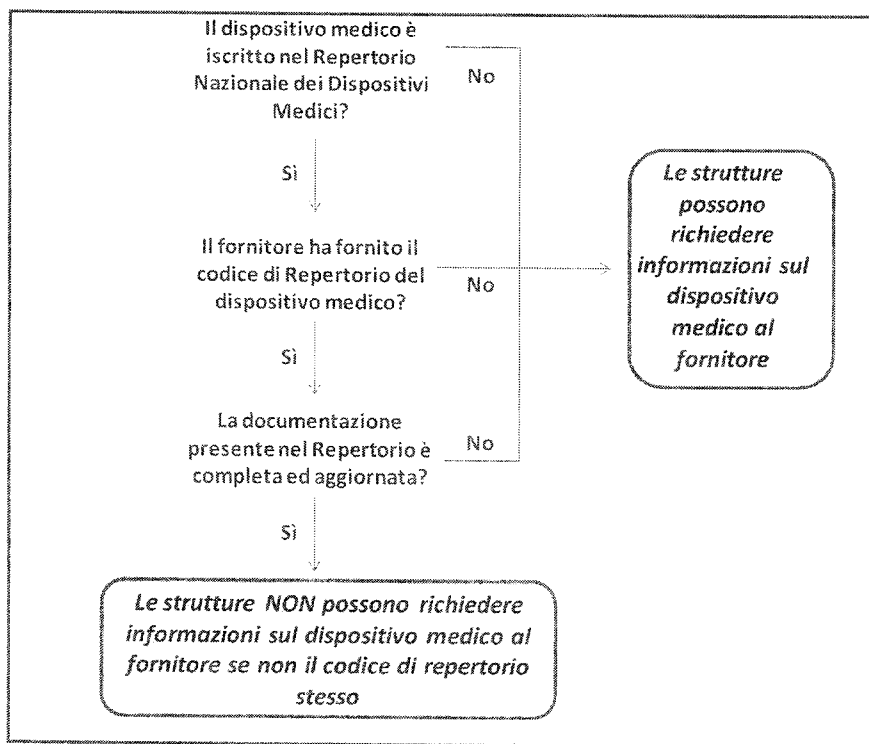 Il dispositivo medico è
iscritto nel Repertorio
Nazionale dei Dispositivi
Medici?
No
Sì
Le strutture
possono
richiedere
informazioni sul
dispositivo
medico al
fornitore
Il fornitore ha fornito il
codice di Repertorio del
dispositivo medico?
No
Sì
La documentazione
presente nel Repertorio è
completa ed aggiornata?
No
Sì
Le strutture NON possono richiedere
informazioni sul dispositivo medico al
fornitore se non il codice di repertorio
stesso